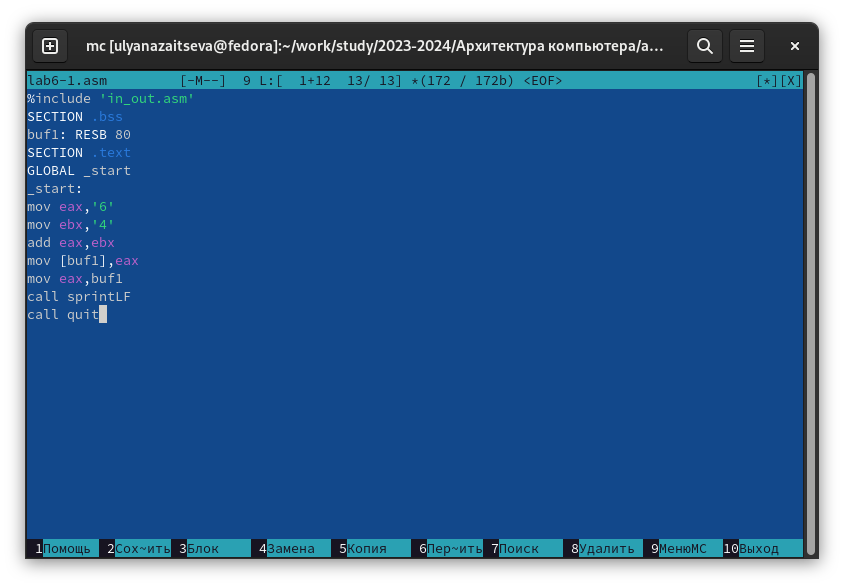 mc [ulyanazaitseva@fedora]:~/work/study/2023-2024/Архитектура компьютера/a...
lab6-1.asm [-M--] 9 L:[ 1+12 13/ 13] *(172 / 172b) <EOF> [*][X]
%include 'in_out.asm'
SECTION .bss
buf1: RESB 80
SECTION .text
GLOBAL _start
_start:
mov eax,'6'
mov ebx,'4'
add eax,ebx
mov [buf1],eax
mov eax,buf1
call sprintLF
call quit
1Помощь 2Сох~ить 3Блок 4Замена 5Копия 6Пер~ить 7Поиск 8Удалить 9МенюMC 10Выход